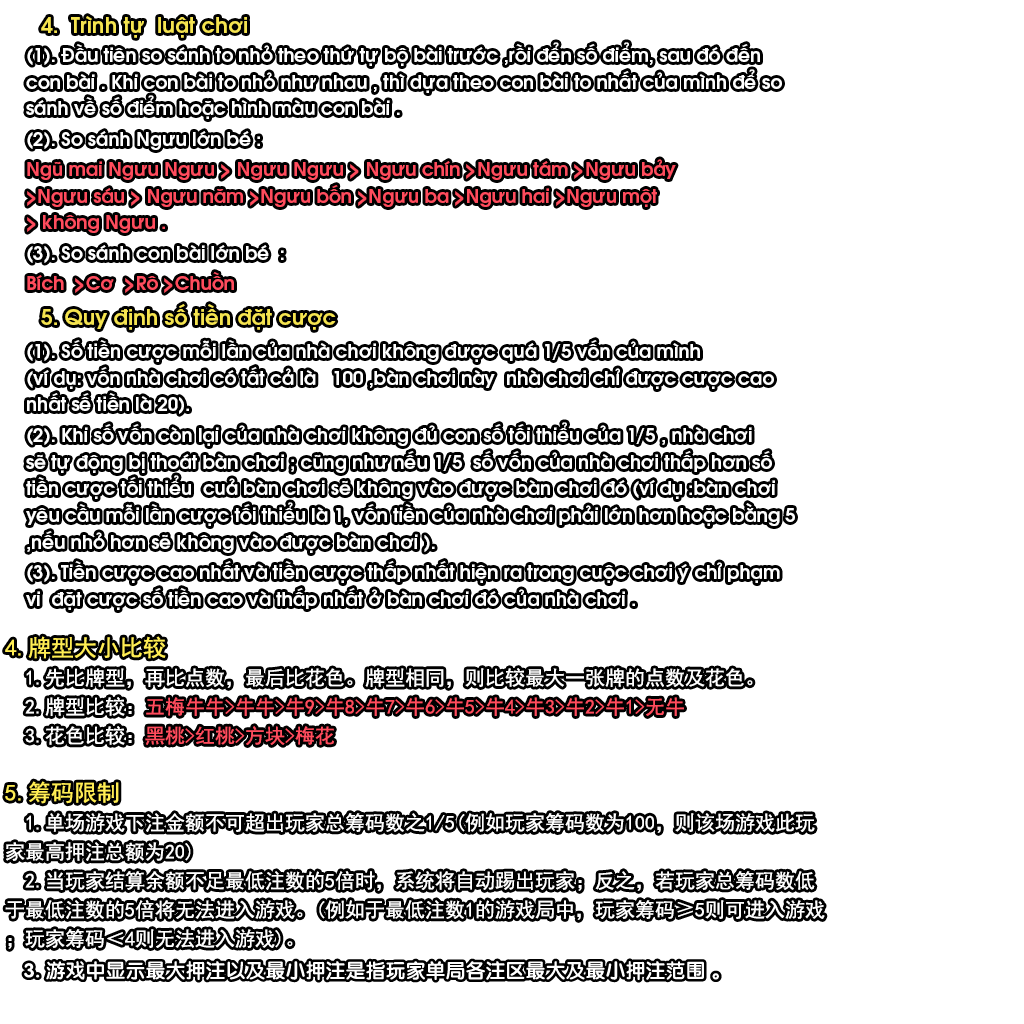 4. Trình tự luật chơi
(1). Đầu tiên so sánh to nhỏ theo thứ tự bộ bài trước ,rồi đển số điểm, sau đó đến
con bài . Khi con bài to nhỏ như nhau , thì dựa theo con bài to nhất của mình để so
sánh về số điểm hoặc hình màu con bài .
(2). So sánh Ngưu lớn bé :
Ngũ mai Ngưu Ngưu > Ngưu Ngưu > Ngưu chín >Ngưu tám >Ngưu bảy
>Ngưu sáu > Ngưu năm >Ngưu bốn >Ngưu ba >Ngưu hai >Ngưu một
> không Ngưu .
(3). So sánh con bài lớn bé :
Bích >Cơ >Rô >Chuồn
5. Quy định số tiền đặt cược
(1). Số tiền cược mỗi lần của nhà chơi không được quá 1/5 vốn của mình
(ví dụ: vốn nhà chơi có tất cả là 100 ,bàn chơi này nhà chơi chỉ được cược cao
nhất số tiền là 20).
(2). Khi số vốn còn lại của nhà chơi không đủ con số tối thiểu của 1/5 , nhà chơi
sẽ tự động bị thoát bàn chơi ; cũng như nếu 1/5 số vốn của nhà chơi thấp hơn số
tiền cược tối thiểu cuả bàn chơi sẽ không vào được bàn chơi đó (ví dụ :bàn chơi
yêu cầu mỗi lần cược tối thiểu là 1, vốn tiền của nhà chơi phải lớn hơn hoặc bằng 5
,nếu nhỏ hơn sẽ không vào được bàn chơi ).
(3). Tiền cược cao nhất và tiền cược thấp nhất hiện ra trong cuộc chơi ý chỉ phạm
vi đặt cược số tiền cao và thấp nhất ở bàn chơi đó của nhà chơi .
4. 牌型大小比较
1. 先比牌型，再比点数，最后比花色。牌型相同，则比较最大一张牌的点数及花色。
2. 牌型比较：五梅牛牛>牛牛>牛9>牛8>牛7>牛6>牛5>牛4>牛3>牛2>牛1>无牛
3. 花色比较：黑桃>红桃>方块>梅花
5. 筹码限制
1. 单场游戏下注金额不可超出玩家总筹码数之1/5(例如玩家筹码数为100，则该场游戏此玩
家最高押注总额为20)
2. 当玩家结算余额不足最低注数的5倍时，系统将自动踢出玩家；反之，若玩家总筹码数低
于最低注数的5倍将无法进入游戏。(例如于最低注数1的游戏局中，玩家筹码≥5则可进入游戏
；玩家筹码＜4则无法进入游戏)。
3. 游戏中显示最大押注以及最小押注是指玩家单局各注区最大及最小押注范围 。